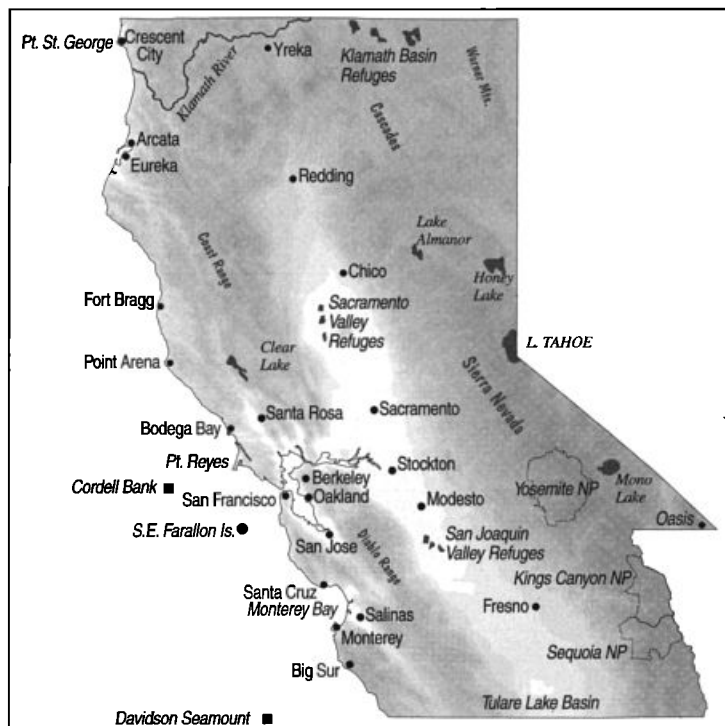 Pt. St. George
Crescent
City
Klamath River
Yreka
Klamath Basin
Refuges
Warner Mts.
Cascades
Arcata
Eureka
Redding
Lake
Almanor
Honey
Lake
Coast Range
Chico
Fort Bragg
Sacramento
Valley
Refuges
Point Arena
Clear
Lake
L. TAHOE
Sierra Nevada
Santa Rosa
Sacramento
Bodega Bay
Pt. Reyes
Stockton
Berkeley
Cordell Bank
San Francisco
Oakland
Modesto
Yosemite NP
Mono
Lake
Oasis
S.E. Farallon Is.
San Jose
Diablo Range
San Joaquin
Valley Refuges
Kings Canyon NP
Santa Cruz
Monterey Bay
Salinas
Fresno
Monterey
Sequoia NP
Big Sur
Tulare Lake Basin
Davidson Seamount